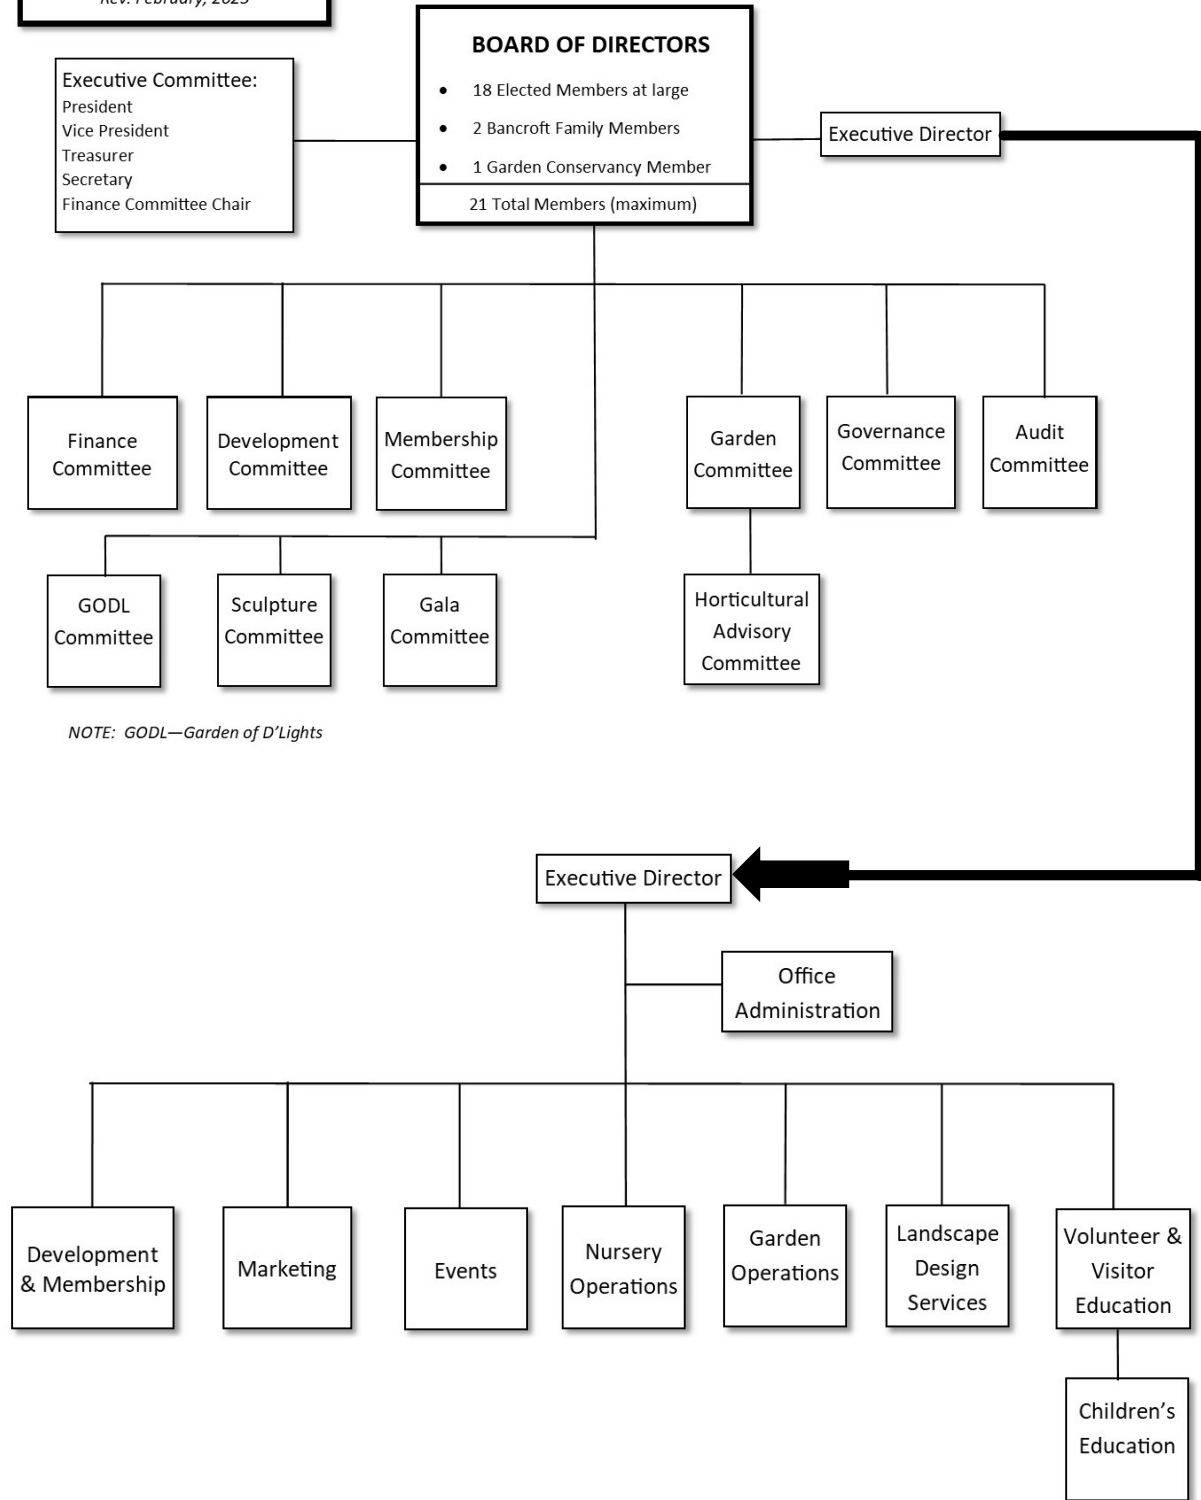 Rev. February, 2023
BOARD OF DIRECTORS
• 18 Elected Members at large
• 2 Bancroft Family Members
• 1 Garden Conservancy Member
21 Total Members (maximum)
Executive Committee:
President
Vice President
Treasurer
Secretary
Finance Committee Chair
Executive Director
Finance
Committee
Development
Committee
Membership
Committee
Garden
Committee
Governance
Committee
Audit
Committee
GODL
Committee
Sculpture
Committee
Gala
Committee
Horticultural
Advisory
Committee
NOTE:  GODL—Garden of D’Lights
Executive Director
Office
Administration
Development
& Membership
Marketing
Events
Nursery
Operations
Garden
Operations
Landscape
Design
Services
Volunteer &
Visitor
Education
Children’s
Education